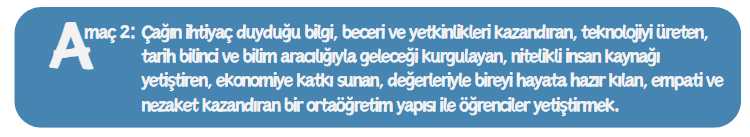 Amaç 2: Çağın ihtiyaç duyduğu bilgi, beceri ve yetkinlikleri kazandıran, teknolojiyi üreten,
tarih bilinci ve bilim aracılığıyla geleceği kurgulayan, nitelikli insan kaynağı
yetiştiren, ekonomiye katkı sunan, değerleriyle bireyi hayata hazır kılan, empati ve
nezaket kazandıran bir ortaöğretim yapısı ile öğrenciler yetiştirmek.